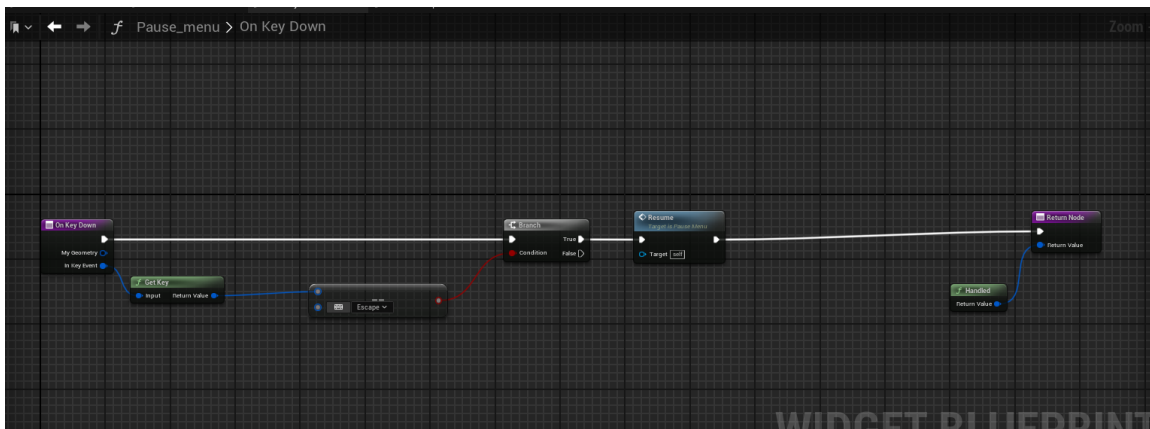 Pause_menu > On Key Down
Zoom
On Key Down
My Geometry
In Key Event
Get Key
Input Return Value
==
Escape
Branch
True
Condition False
Resume
Target is Pause Menu
Target self
Return Node
Return Value
Handled
Return Value
WIDGET BLUEPRINT